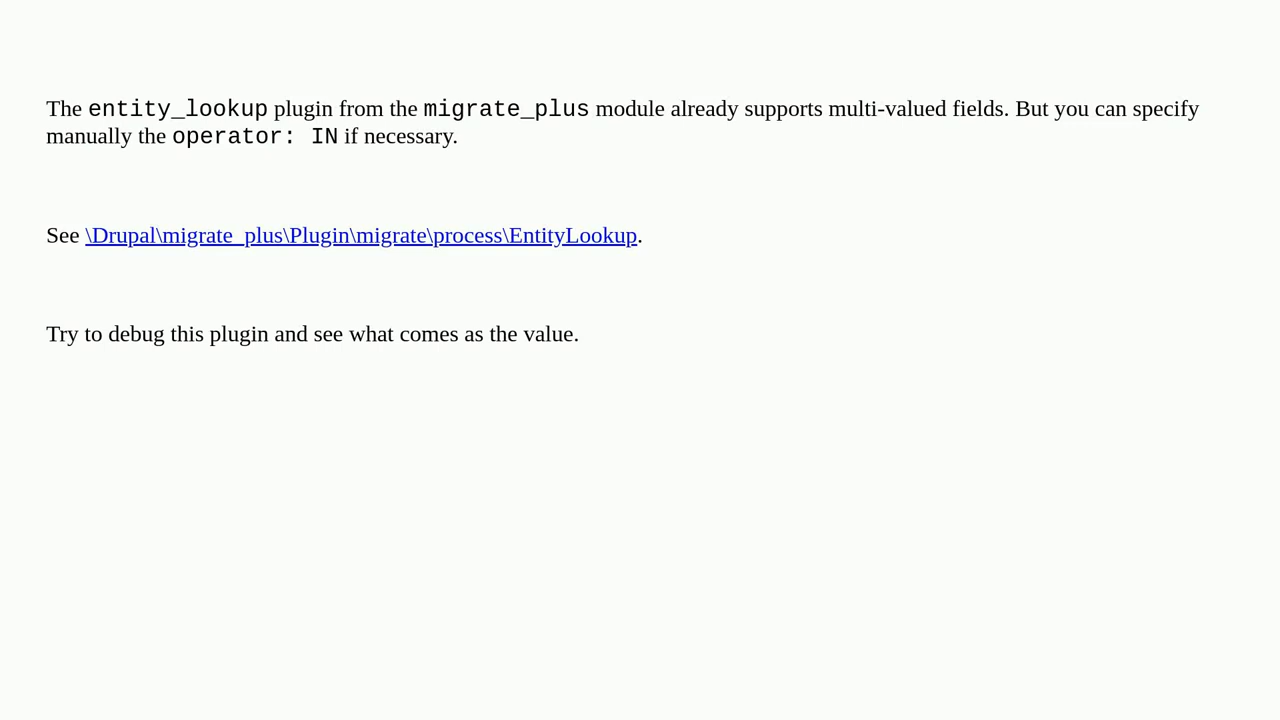 The entity_lookup plugin from the migrate_plus module already supports multi-valued fields. But you can specify
manually the operator: IN if necessary.
See \Drupal\migrate_plus\Plugin\migrate\process\EntityLookup.
Try to debug this plugin and see what comes as the value.